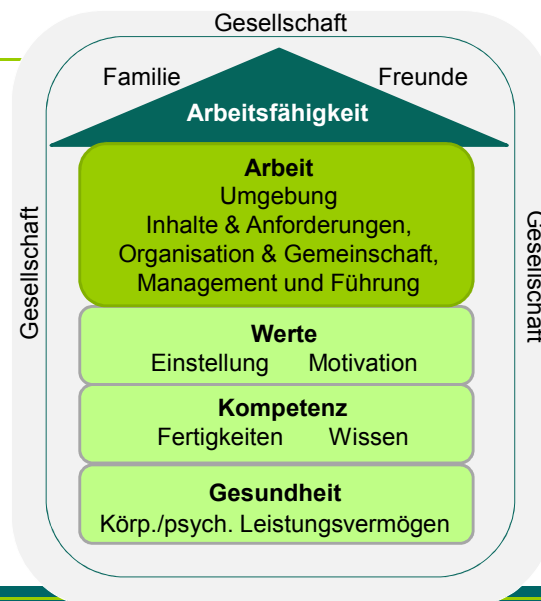 Gesellschaft
Familie Freunde
Arbeitsfähigkeit
Arbeit
Umgebung
Inhalte & Anforderungen,
Organisation & Gemeinschaft,
Management und Führung
Gesellschaft
Gesellschaft
Werte
Einstellung Motivation
Kompetenz
Fertigkeiten Wissen
Gesundheit
Körp./psych. Leistungsvermögen